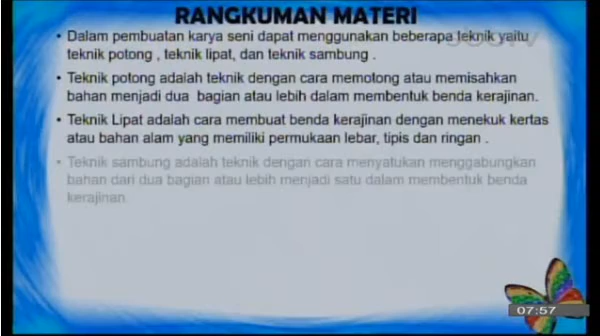 RANGKUMAN MATERI
• Dalam pembuatan karya seni dapat menggunakan beberapa teknik yaitu
teknik potong , teknik lipat, dan teknik sambung .
• Teknik potong adalah teknik dengan cara memotong atau memisahkan
bahan menjadi dua bagian atau lebih dalam membentuk benda kerajinan.
• Teknik Lipat adalah cara membuat benda kerajinan dengan menekuk kertas
atau bahan alam yang memiliki permukaan lebar, tipis dan ringan .
• Teknik sambung adalah teknik dengan cara menyatukan menggabungkan
bahan dari dua bagian atau lebih menjadi satu dalam membentuk benda
kerajinan
07:57